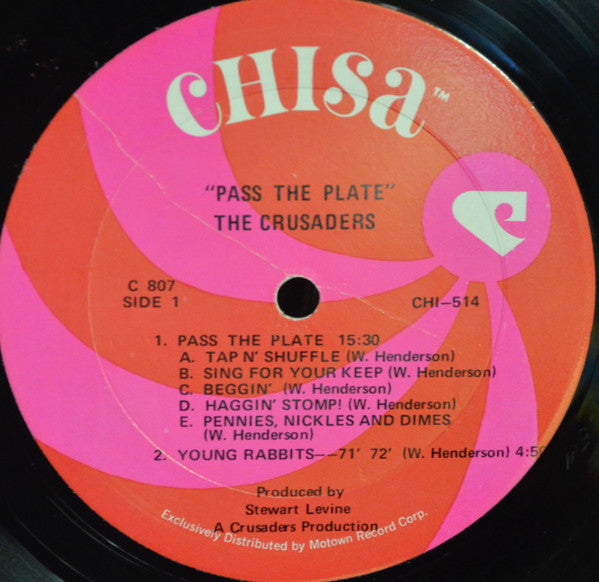 CHISA™
"PASS THE PLATE"
THE CRUSADERS
C 807
SIDE 1
CHI—514
1. PASS THE PLATE 15:30
A. TAP N' SHUFFLE (W. Henderson)
B. SING FOR YOUR KEEP (W. Henderson)
C. BEGGIN' (W. Henderson)
D. HAGGIN' STOMP! (W. Henderson)
E. PENNIES, NICKLES AND DIMES
(W. Henderson)
2. YOUNG RABBITS——71' 72' (W. Henderson)
Produced by
Stewart Levine
A Crusaders Production
Exclusively Distributed by Motown Record Corp.